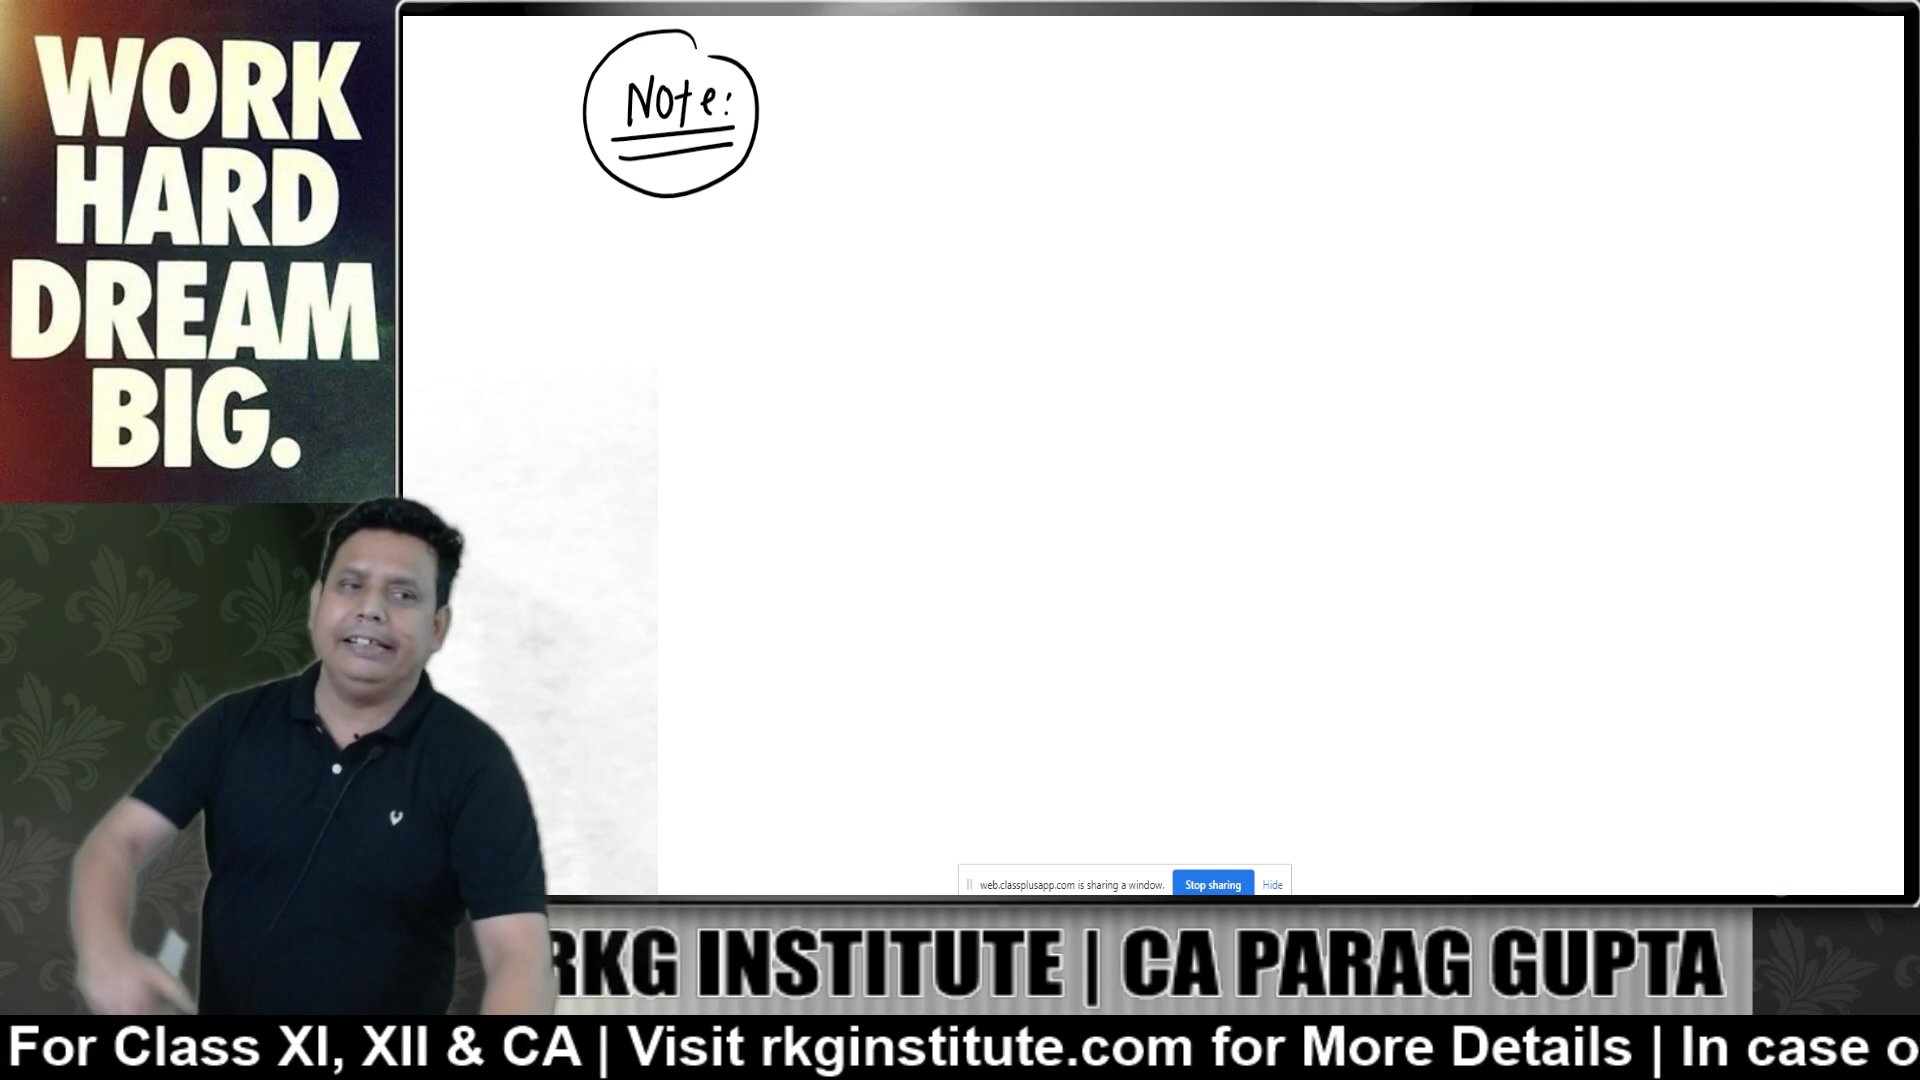 WORK
HARD
DREAM
BIG.
Note:
web.classplusapp.com is sharing a window.
Stop sharing
Hide
RKG INSTITUTE | CA PARAG GUPTA
For Class XI, XII & CA | Visit rkginstitute.com for More Details | In case o